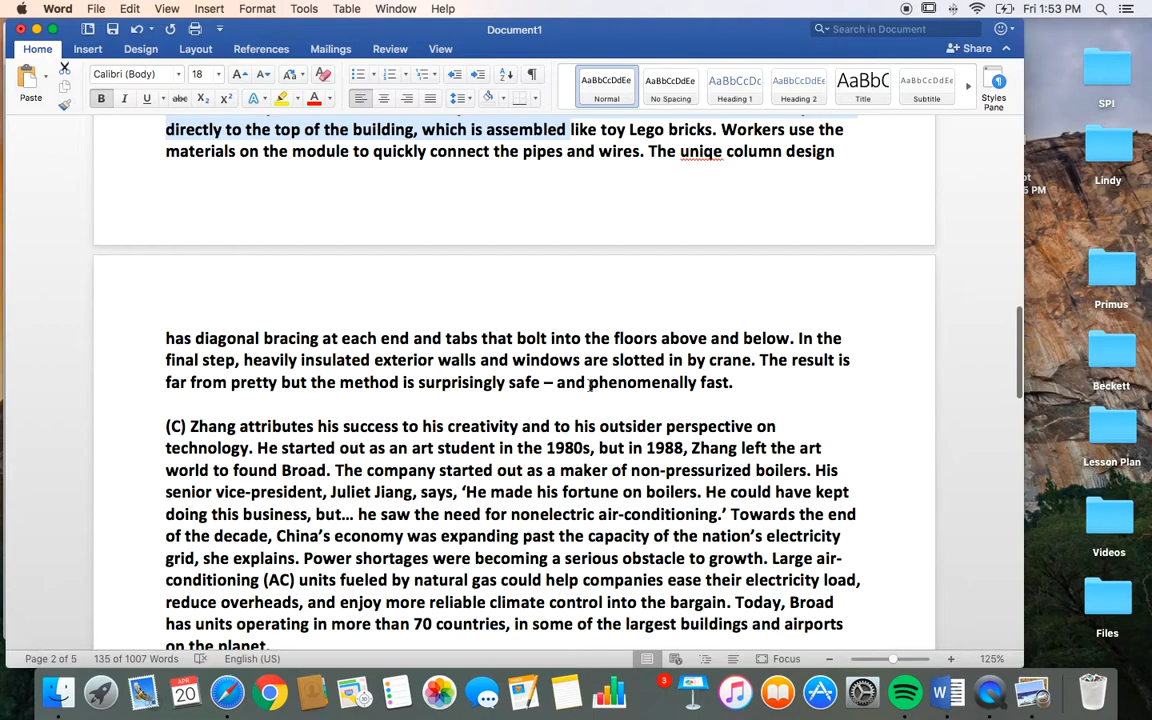 Word File Edit View Insert Format Tools Table Window Help Fri 1:53 PM
Document1
Search in Document
Home Insert Design Layout References Mailings Review View
Share
Paste
Calibri (Body) 18
B I U abc X₂ X²
AaBbCcDdEe AaBbCcDdEe AaBbCcDc AaBbCcDdEe AaBbC AaBbCcDdEe
Normal No Spacing Heading 1 Heading 2 Title Subtitle
Styles Pane
directly to the top of the building, which is assembled like toy Lego bricks. Workers use the
materials on the module to quickly connect the pipes and wires. The uniqe column design
has diagonal bracing at each end and tabs that bolt into the floors above and below. In the
final step, heavily insulated exterior walls and windows are slotted in by crane. The result is
far from pretty but the method is surprisingly safe – and phenomenally fast.
(C) Zhang attributes his success to his creativity and to his outsider perspective on
technology. He started out as an art student in the 1980s, but in 1988, Zhang left the art
world to found Broad. The company started out as a maker of non-pressurized boilers. His
senior vice-president, Juliet Jiang, says, ‘He made his fortune on boilers. He could have kept
doing this business, but… he saw the need for nonelectric air-conditioning.’ Towards the end
of the decade, China’s economy was expanding past the capacity of the nation’s electricity
grid, she explains. Power shortages were becoming a serious obstacle to growth. Large air-
conditioning (AC) units fueled by natural gas could help companies ease their electricity load,
reduce overheads, and enjoy more reliable climate control into the bargain. Today, Broad
has units operating in more than 70 countries, in some of the largest buildings and airports
on the planet.
Page 2 of 5 135 of 1007 Words English (US) Focus 125%
SPI
Lindy
Primus
Beckett
Lesson Plan
Videos
Files
APR
20
3